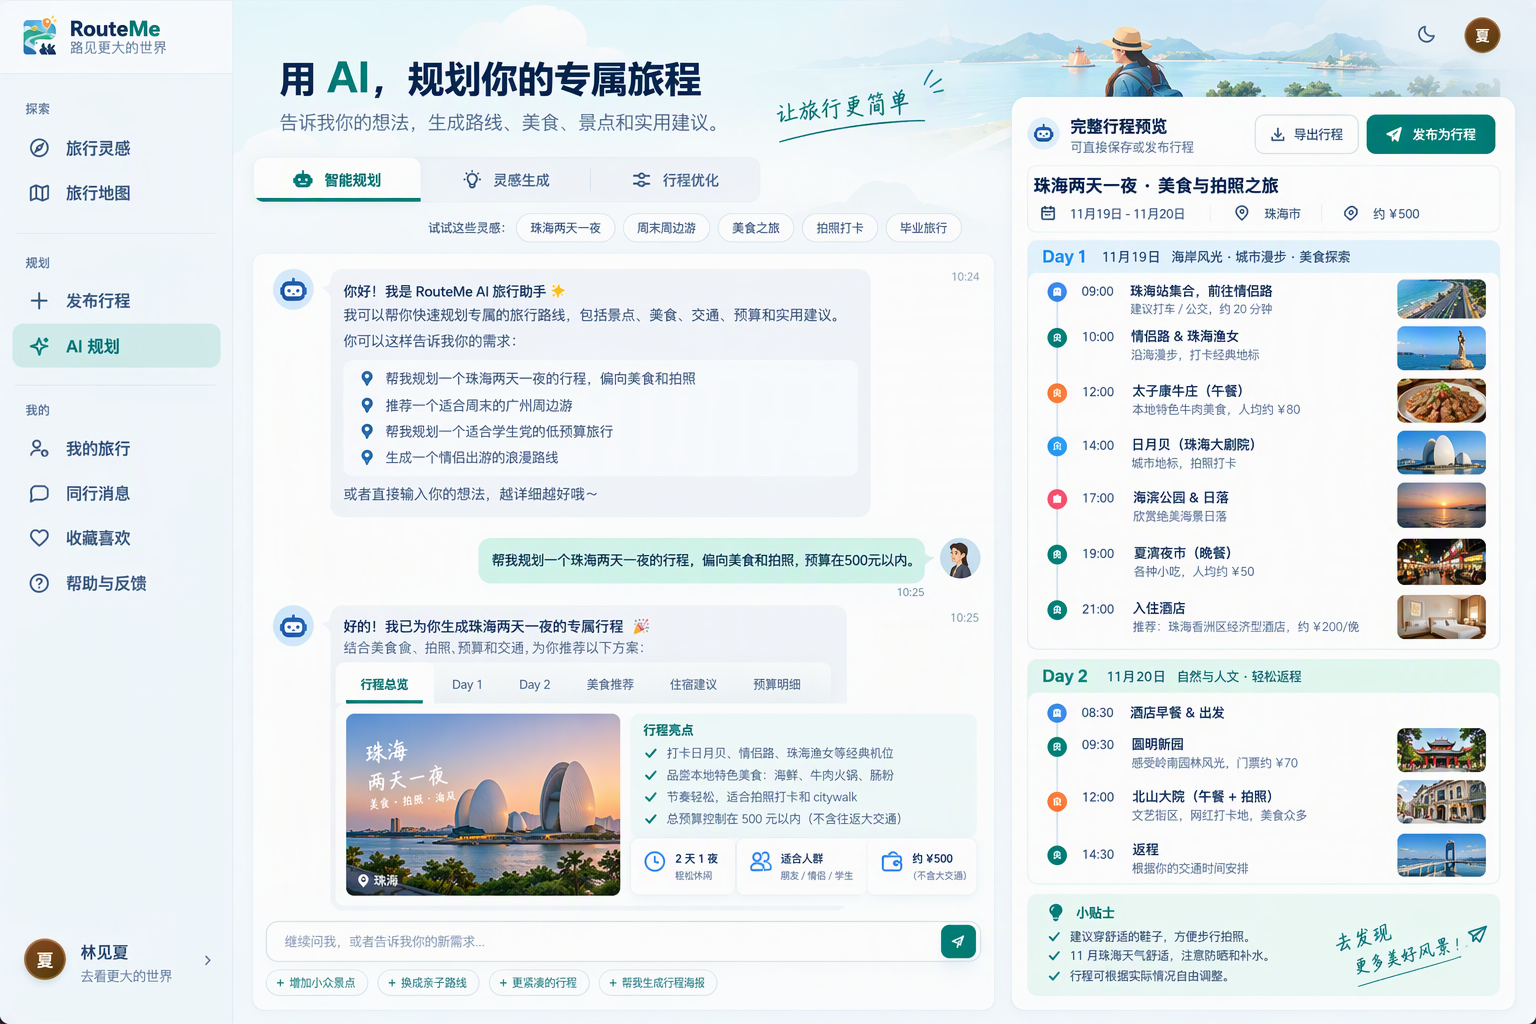 RouteMe
路见更大的世界
探索
旅行灵感
旅行地图
规划
发布行程
AI 规划
我的
我的旅行
同行消息
收藏喜欢
帮助与反馈
夏
林见夏
去看更大的世界
用 AI，规划你的专属旅程
告诉我你的想法，生成路线、美食、景点和实用建议。
让旅行更简单
夏
智能规划
灵感生成
行程优化
试试这些灵感：
珠海两天一夜
周末周边游
美食之旅
拍照打卡
毕业旅行
10:24
你好！我是 RouteMe AI 旅行助手
我可以帮你快速规划专属的旅行路线，包括景点、美食、交通、预算和实用建议。
你可以这样告诉我你的需求：
帮我规划一个珠海两天一夜的行程，偏向美食和拍照
推荐一个适合周末的广州周边游
帮我规划一个适合学生党的低预算旅行
生成一个情侣出游的浪漫路线
或者直接输入你的想法，越详细越好哦～
帮我规划一个珠海两天一夜的行程，偏向美食和拍照，预算在500元以内。
10:25
10:25
好的！我已为你生成珠海两天一夜的专属行程
结合美食、拍照、预算和交通，为你推荐以下方案：
行程总览
Day 1
Day 2
美食推荐
住宿建议
预算明细
珠海
两天一夜
美食·拍照·海风
珠海
行程亮点
打卡日月贝、情侣路、珠海渔女等经典机位
品尝本地特色美食：海鲜、牛肉火锅、肠粉
节奏轻松，适合拍照打卡和 citywalk
总预算控制在 500 元以内（不含往返大交通）
2 天 1 夜
轻松休闲
适合人群
朋友 / 情侣 / 学生
约 ¥500
（不含大交通）
继续问我，或者告诉我你的新需求...
+ 增加小众景点
+ 换成亲子路线
+ 更紧凑的行程
+ 帮我生成行程海报
完整行程预览
可直接保存或发布行程
导出行程
发布为行程
珠海两天一夜 · 美食与拍照之旅
11月19日 - 11月20日
珠海市
约 ¥500
Day 1 11月19日 海岸风光 · 城市漫步 · 美食探索
09:00 珠海站集合，前往情侣路
建议打车 / 公交，约 20 分钟
10:00 情侣路 & 珠海渔女
沿海漫步，打卡经典地标
12:00 太子康牛庄（午餐）
本地特色牛肉美食，人均约 ¥80
14:00 日月贝（珠海大剧院）
城市地标，拍照打卡
17:00 海滨公园 & 日落
欣赏绝美海景日落
19:00 夏湾夜市（晚餐）
各种小吃，人均约 ¥50
21:00 入住酒店
推荐：珠海香洲区经济型酒店，约 ¥200/晚
Day 2 11月20日 自然与人文 · 轻松返程
08:30 酒店早餐 & 出发
09:30 圆明新园
感受岭南园林风光，门票约 ¥70
12:00 北山大院（午餐 + 拍照）
文艺街区，网红打卡地，美食众多
14:30 返程
根据你的交通时间安排
小贴士
建议穿舒适的鞋子，方便步行拍照。
11 月珠海天气舒适，注意防晒和补水。
行程可根据实际情况自由调整。
去发现
更多美好风景！